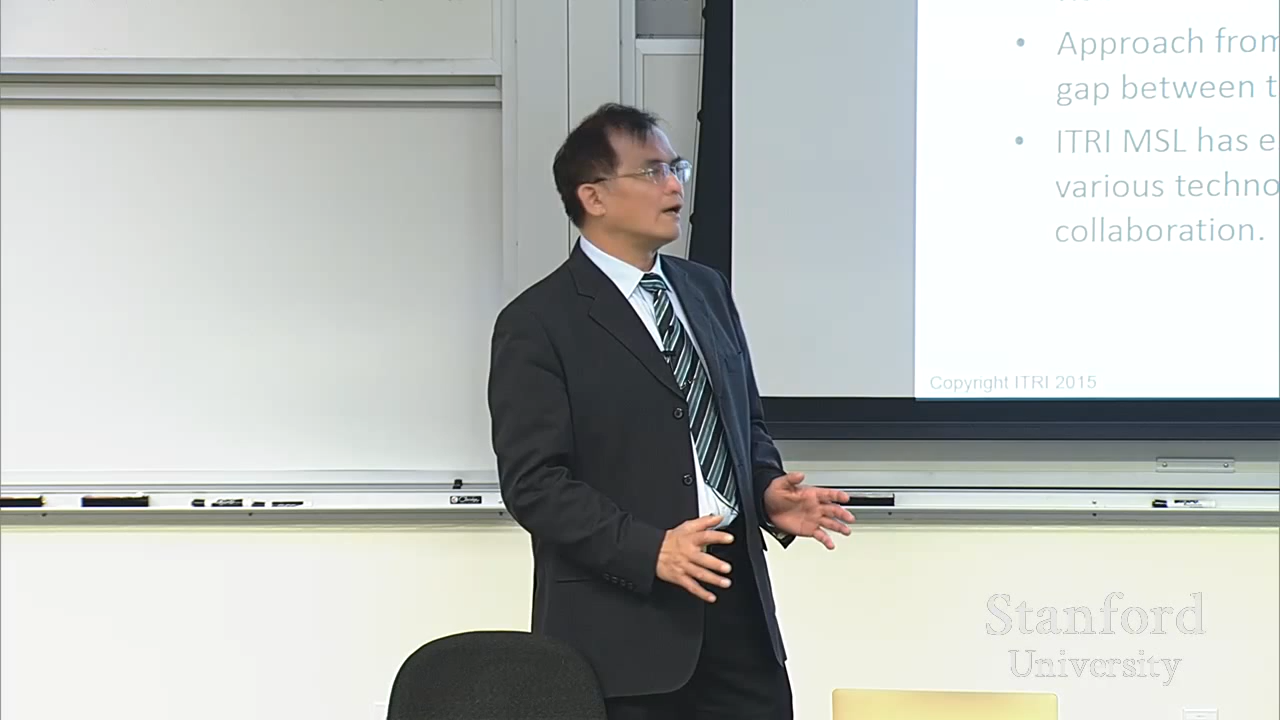 • Approach from
gap between t
• ITRI MSL has e
various techno
collaboration.
Copyright ITRI 2015
Stanford
University